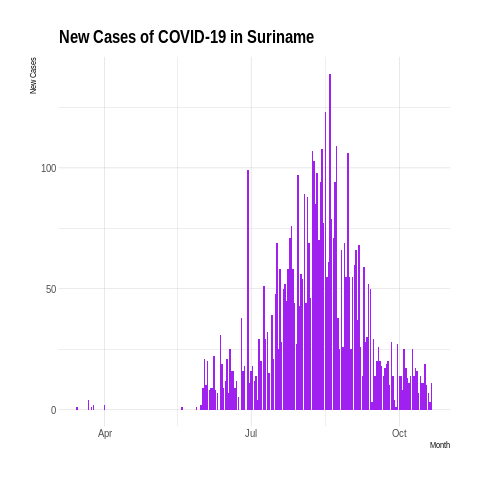 New Cases of COVID-19 in Suriname
New Cases
100
50
0
Apr
Jul
Oct
Month